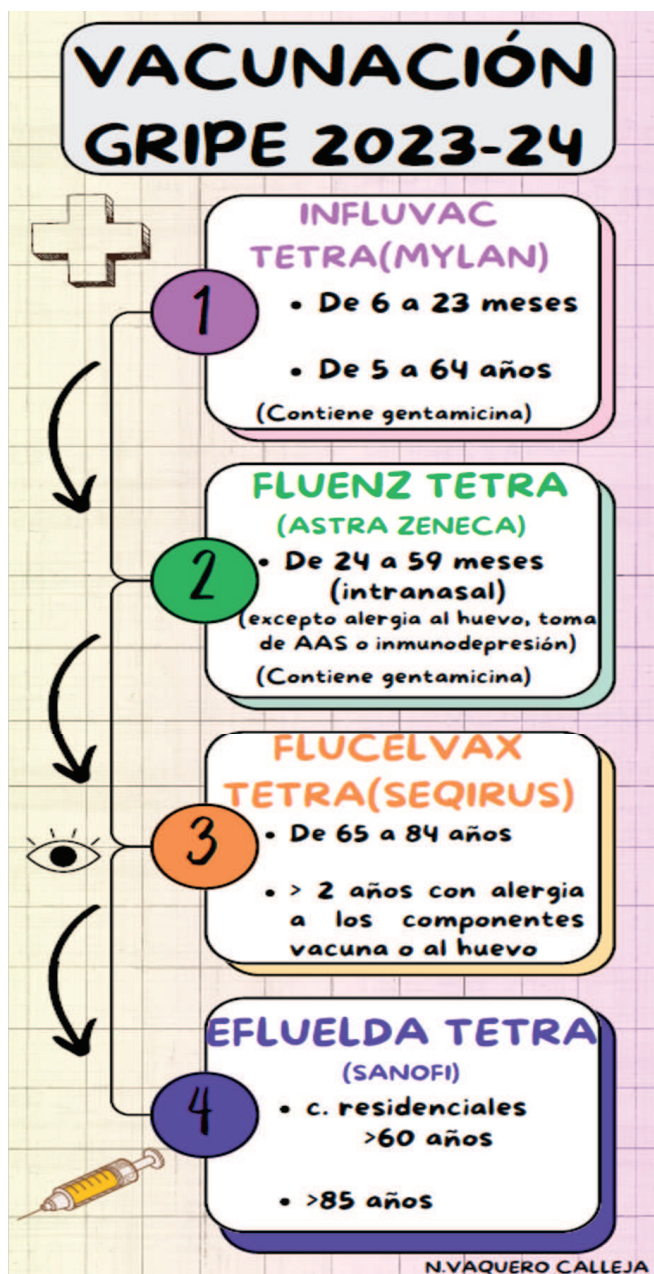 VACUNACIÓN
GRIPE 2023-24
INFLUVAC
TETRA(MYLAN)
1
• De 6 a 23 meses
• De 5 a 64 años
(Contiene gentamicina)
FLUENZ TETRA
(ASTRA ZENECA)
2
• De 24 a 59 meses
(intranasal)
(excepto alergia al huevo, toma
de AAS o inmunodepresión)
(Contiene gentamicina)
FLUCELVAX
TETRA(SEQIRUS)
3
• De 65 a 84 años
• > 2 años con alergia
a los componentes
vacuna o al huevo
EFLUELDA TETRA
(SANOFI)
4
• c. residenciales
>60 años
• >85 años
N.VAQUERO CALLEJA